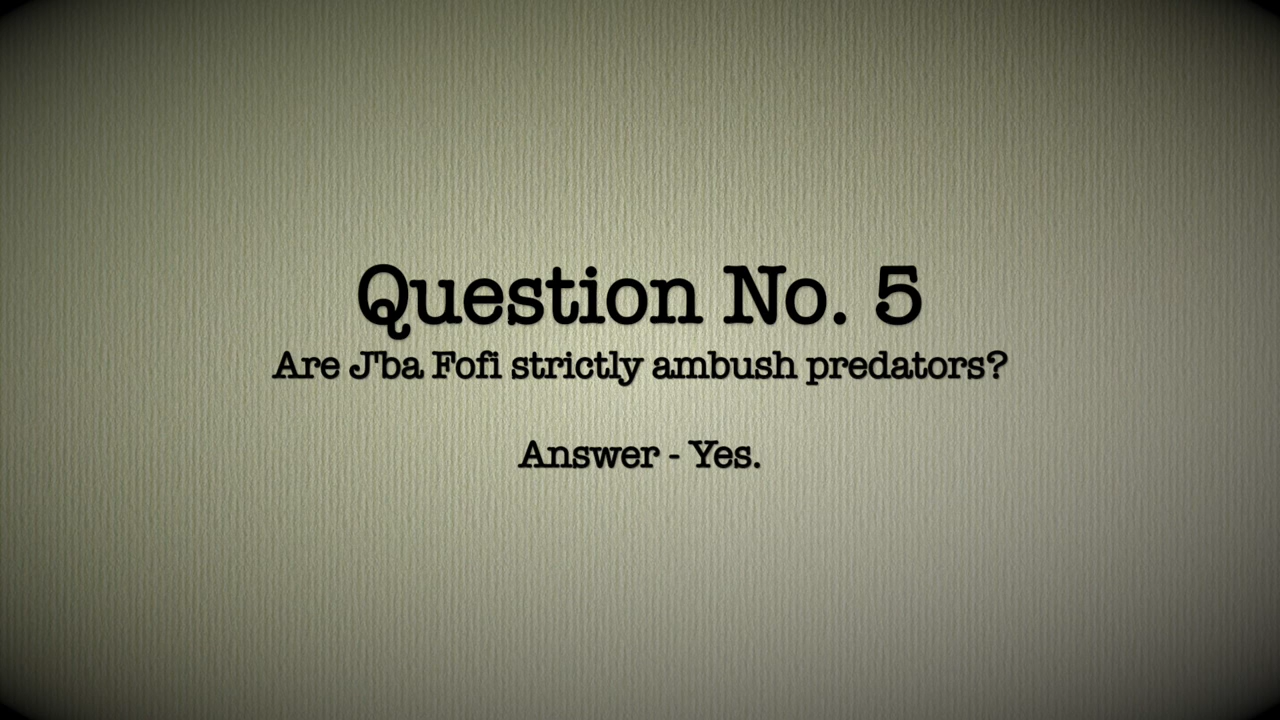 Question No. 5
Are J'ba Fofi strictly ambush predators?
Answer - Yes.